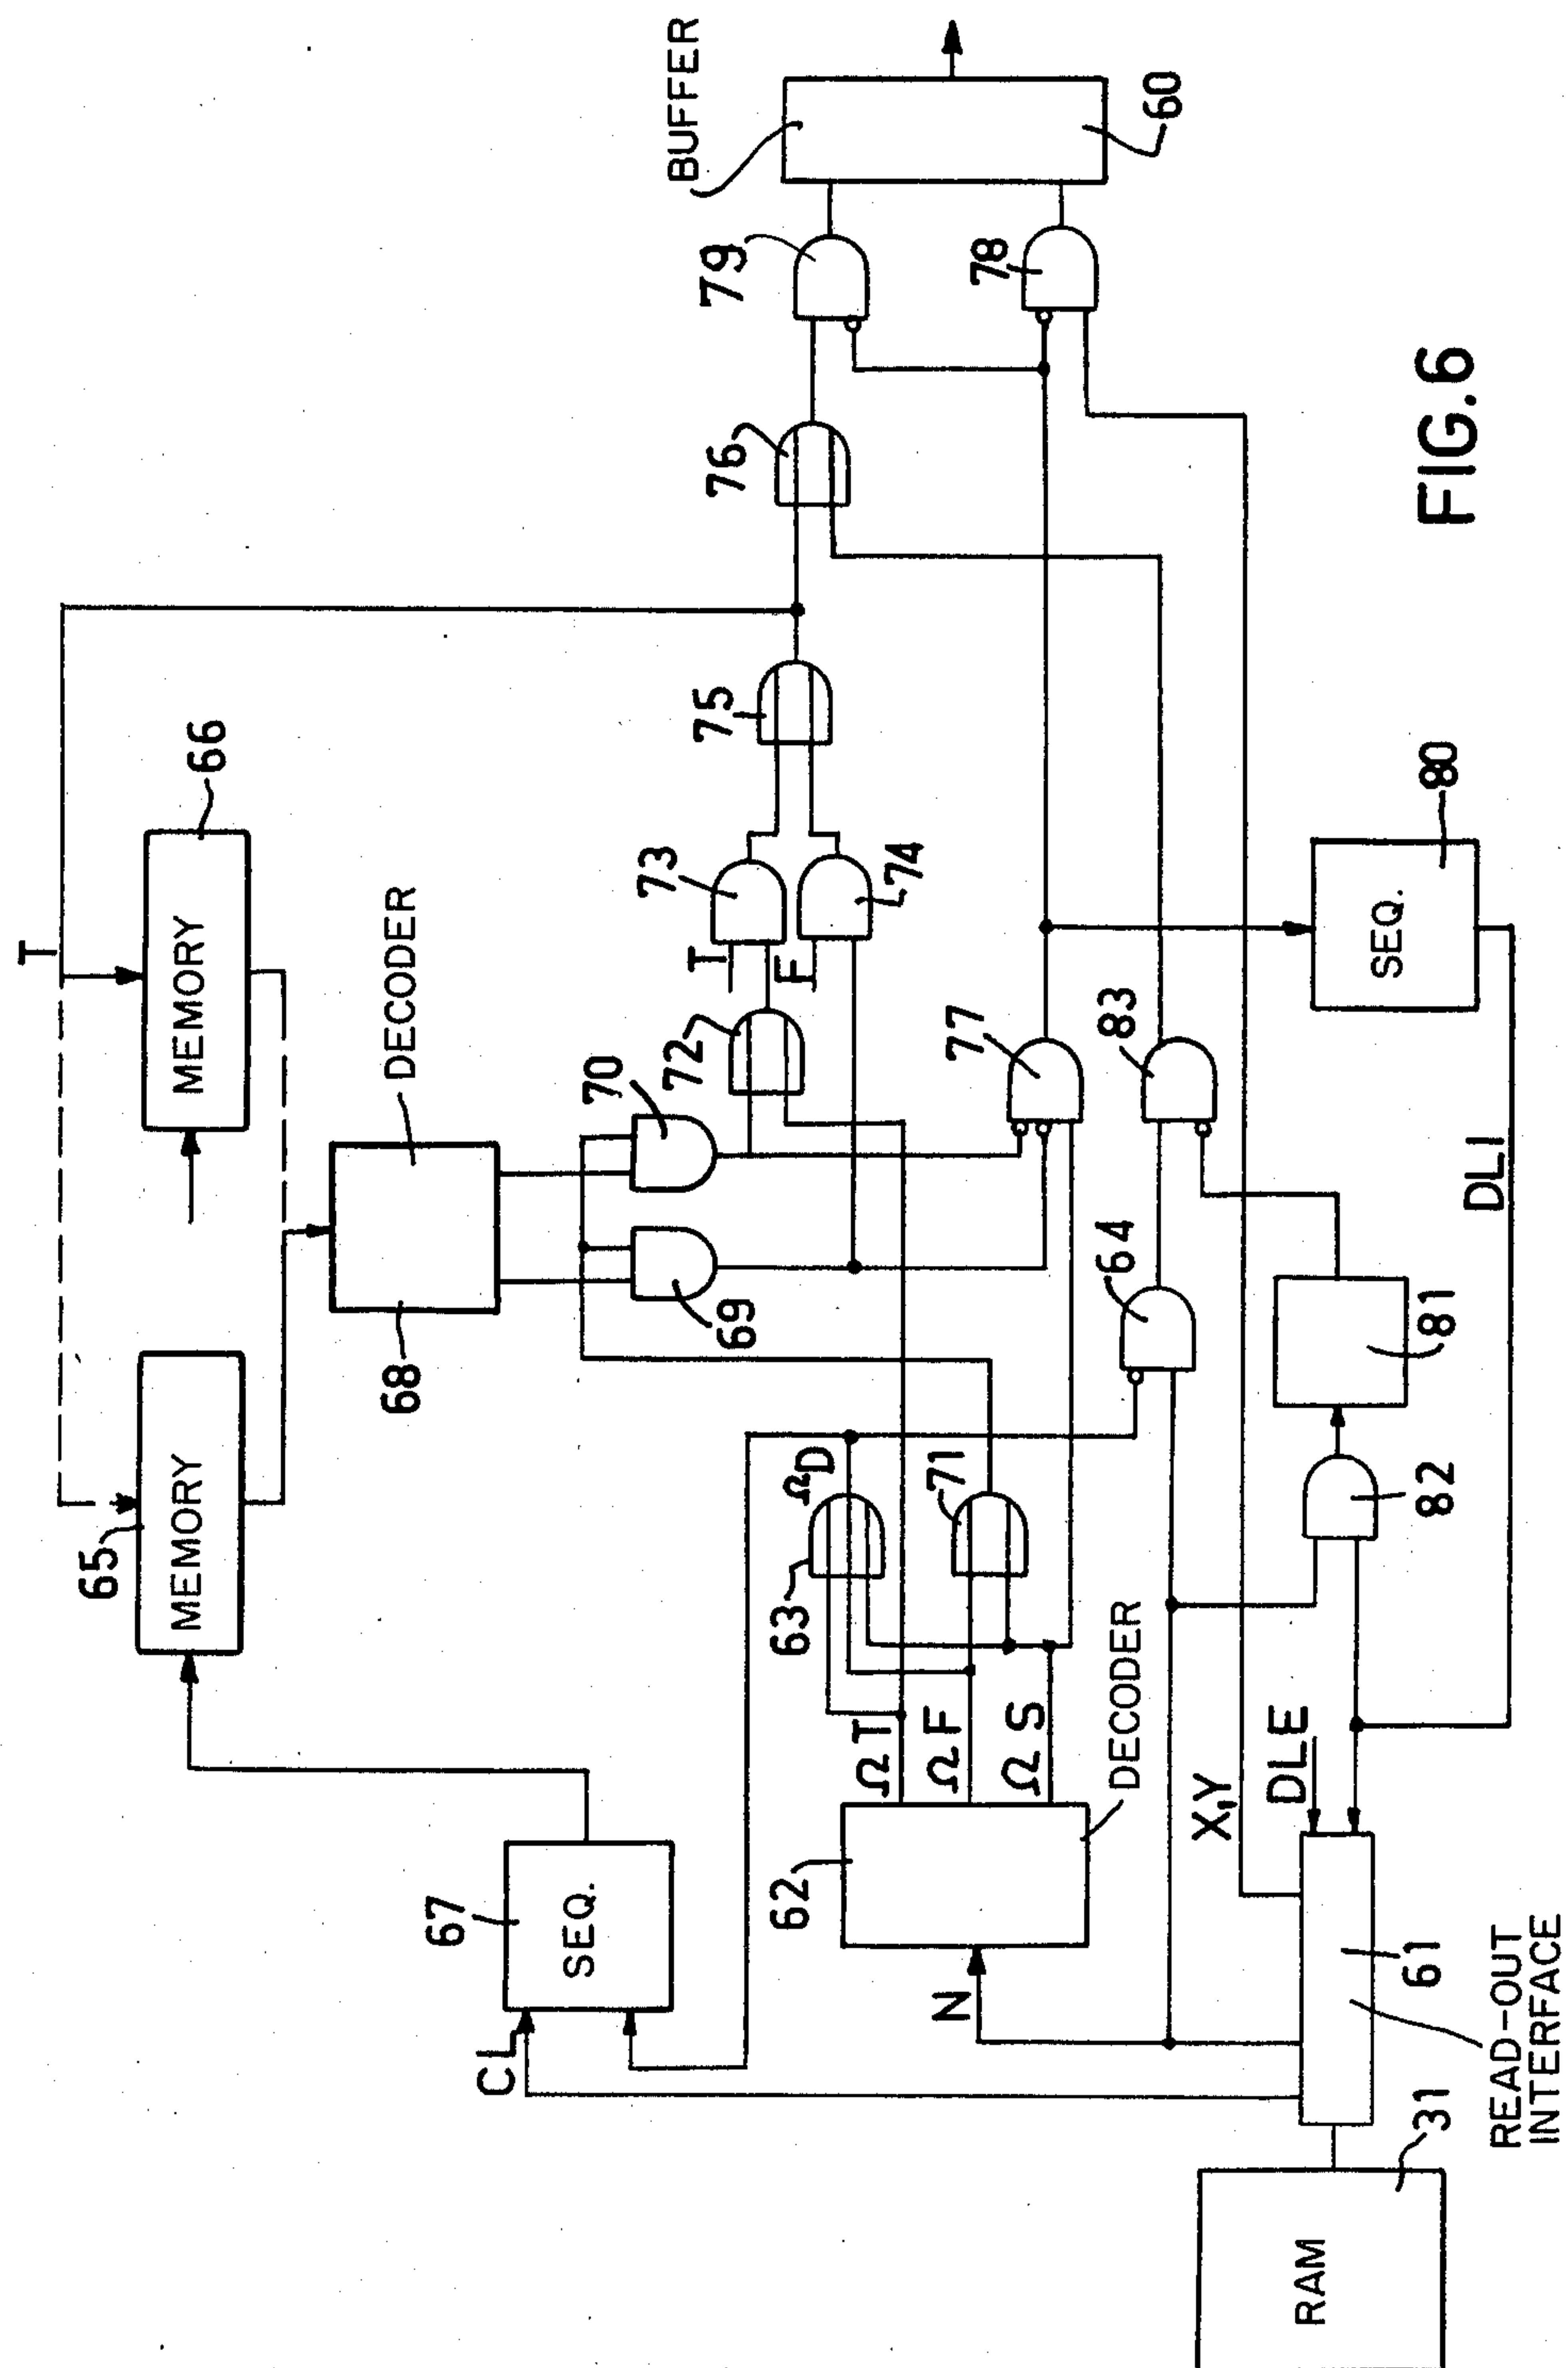 T
MEMORY
65
MEMORY
66
CL
67
SEQ.
68
DECODER
BUFFER
60
62
N
ΩT
ΩF
ΩS
DECODER
63
ΩD
71
69
70
72
T
73
F
74
75
76
79
78
77
64
83
81
82
80
SEQ.
DLI
X,Y
DLE
61
READ-OUT
INTERFACE
31
RAM
FIG.6